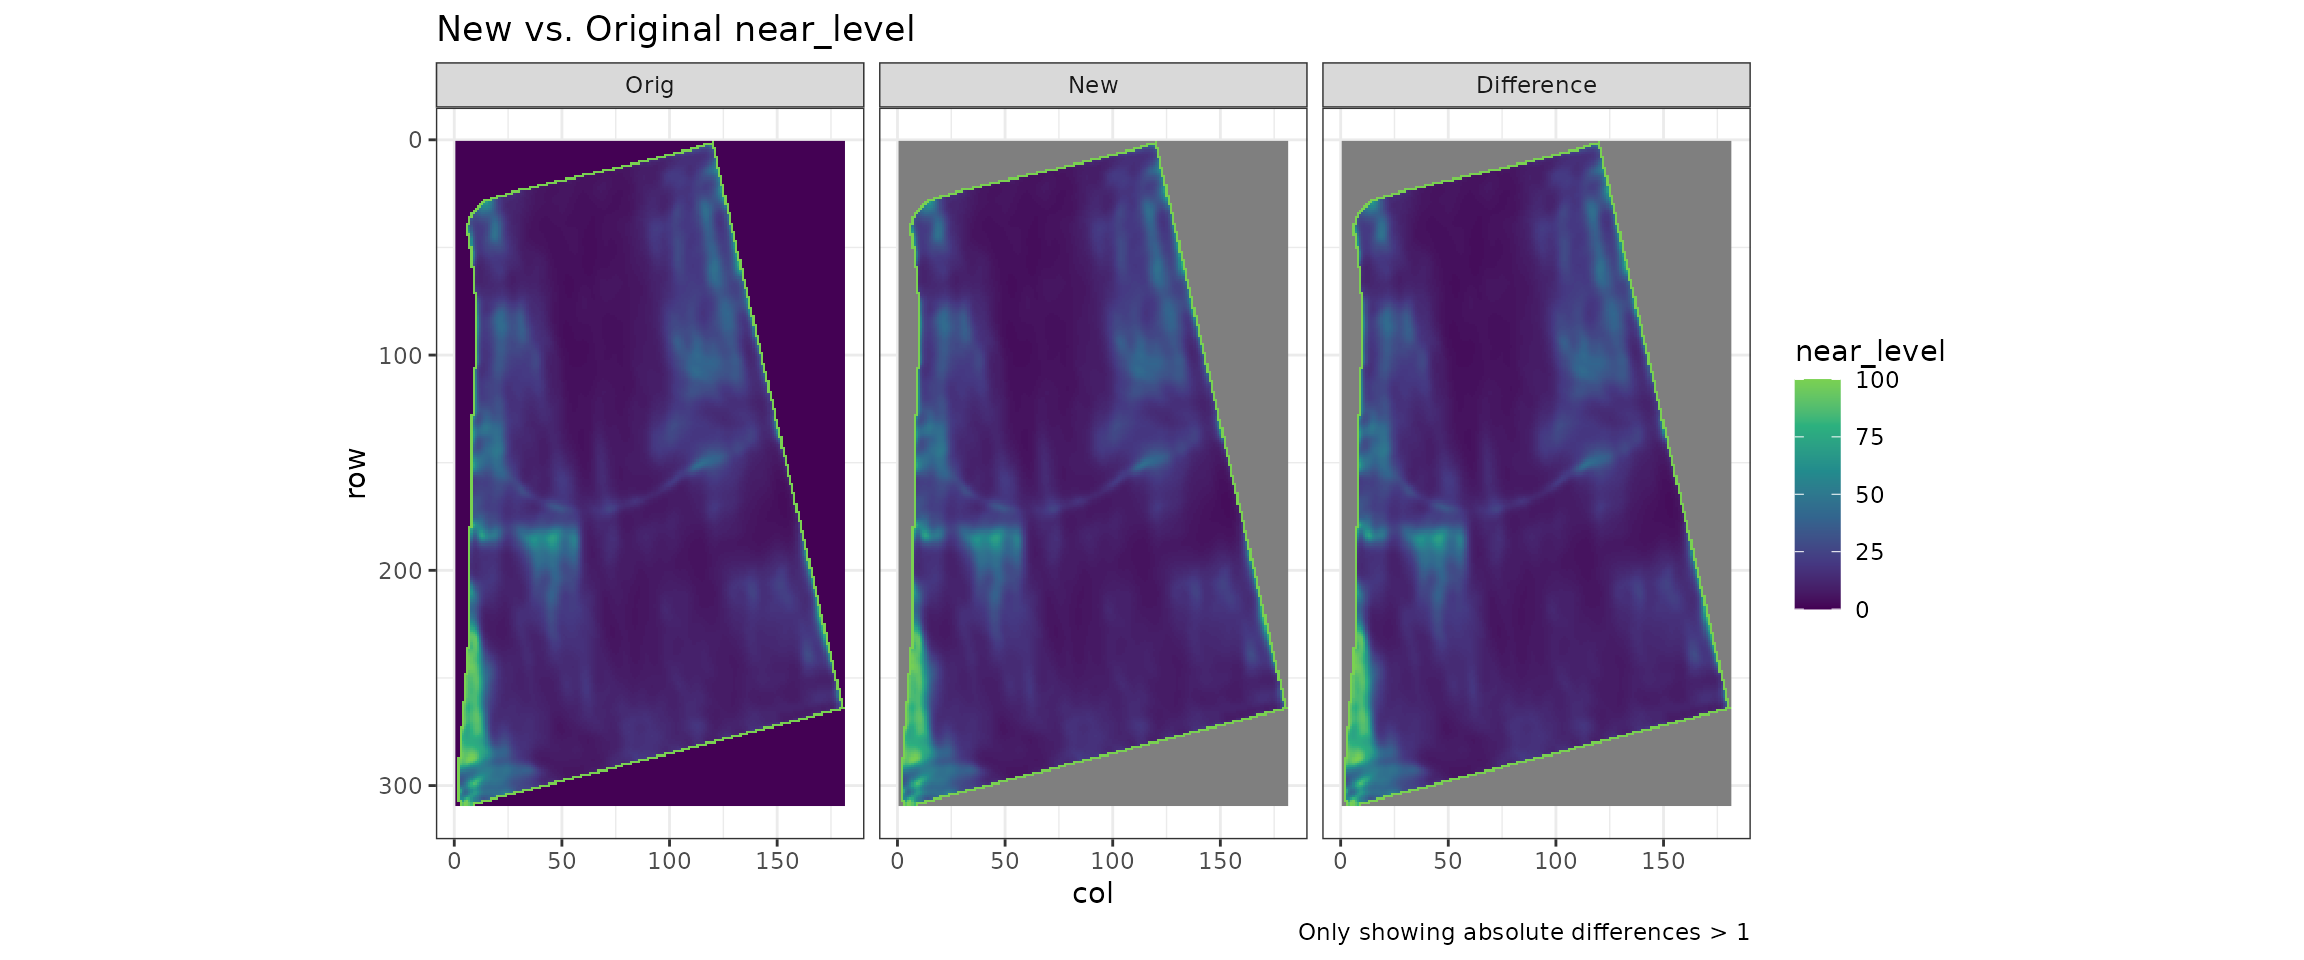 New vs. Original near_level
Orig
New
Difference
0
100
200
300
row
0 50 100 150
0 50 100 150
0 50 100 150
col
near_level
100
75
50
25
0
Only showing absolute differences > 1